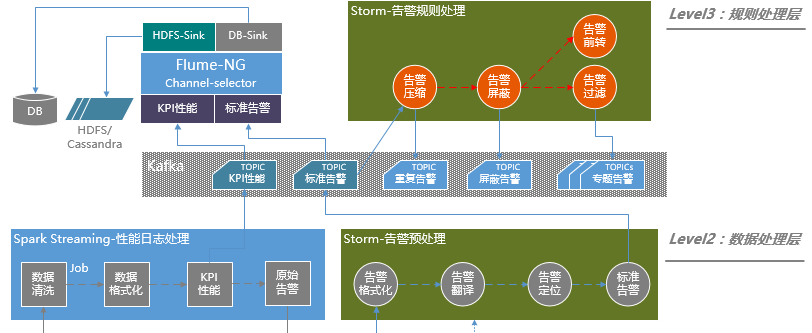 HDFS-Sink
DB-Sink
Flume-NG
Channel-selector
KPI性能
标准告警
DB
HDFS/
Cassandra
Storm-告警规则处理
告警
压缩
告警
屏蔽
告警
前转
告警
过滤
Level3：规则处理层
Kafka
TOPIC
KPI性能
TOPIC
标准告警
TOPIC
重复告警
TOPIC
屏蔽告警
TOPICs
专题告警
Spark Streaming-性能日志处理
数据
清洗
Job
数据
格式化
KPI
性能
原始
告警
Storm-告警预处理
告警
格式化
告警
翻译
告警
定位
标准
告警
Level2：数据处理层